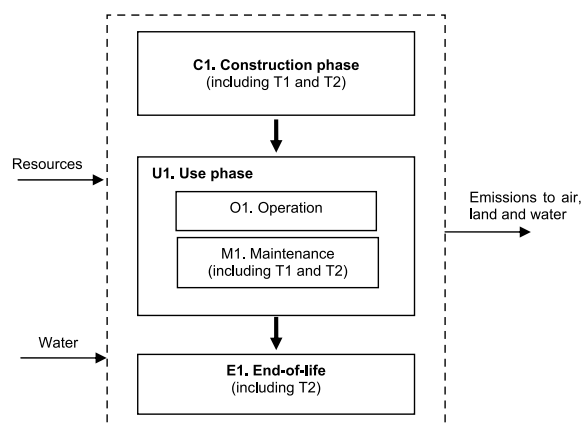 C1. Construction phase
(including T1 and T2)
Resources
U1. Use phase
O1. Operation
M1. Maintenance
(including T1 and T2)
Emissions to air,
land and water
Water
E1. End-of-life
(including T2)